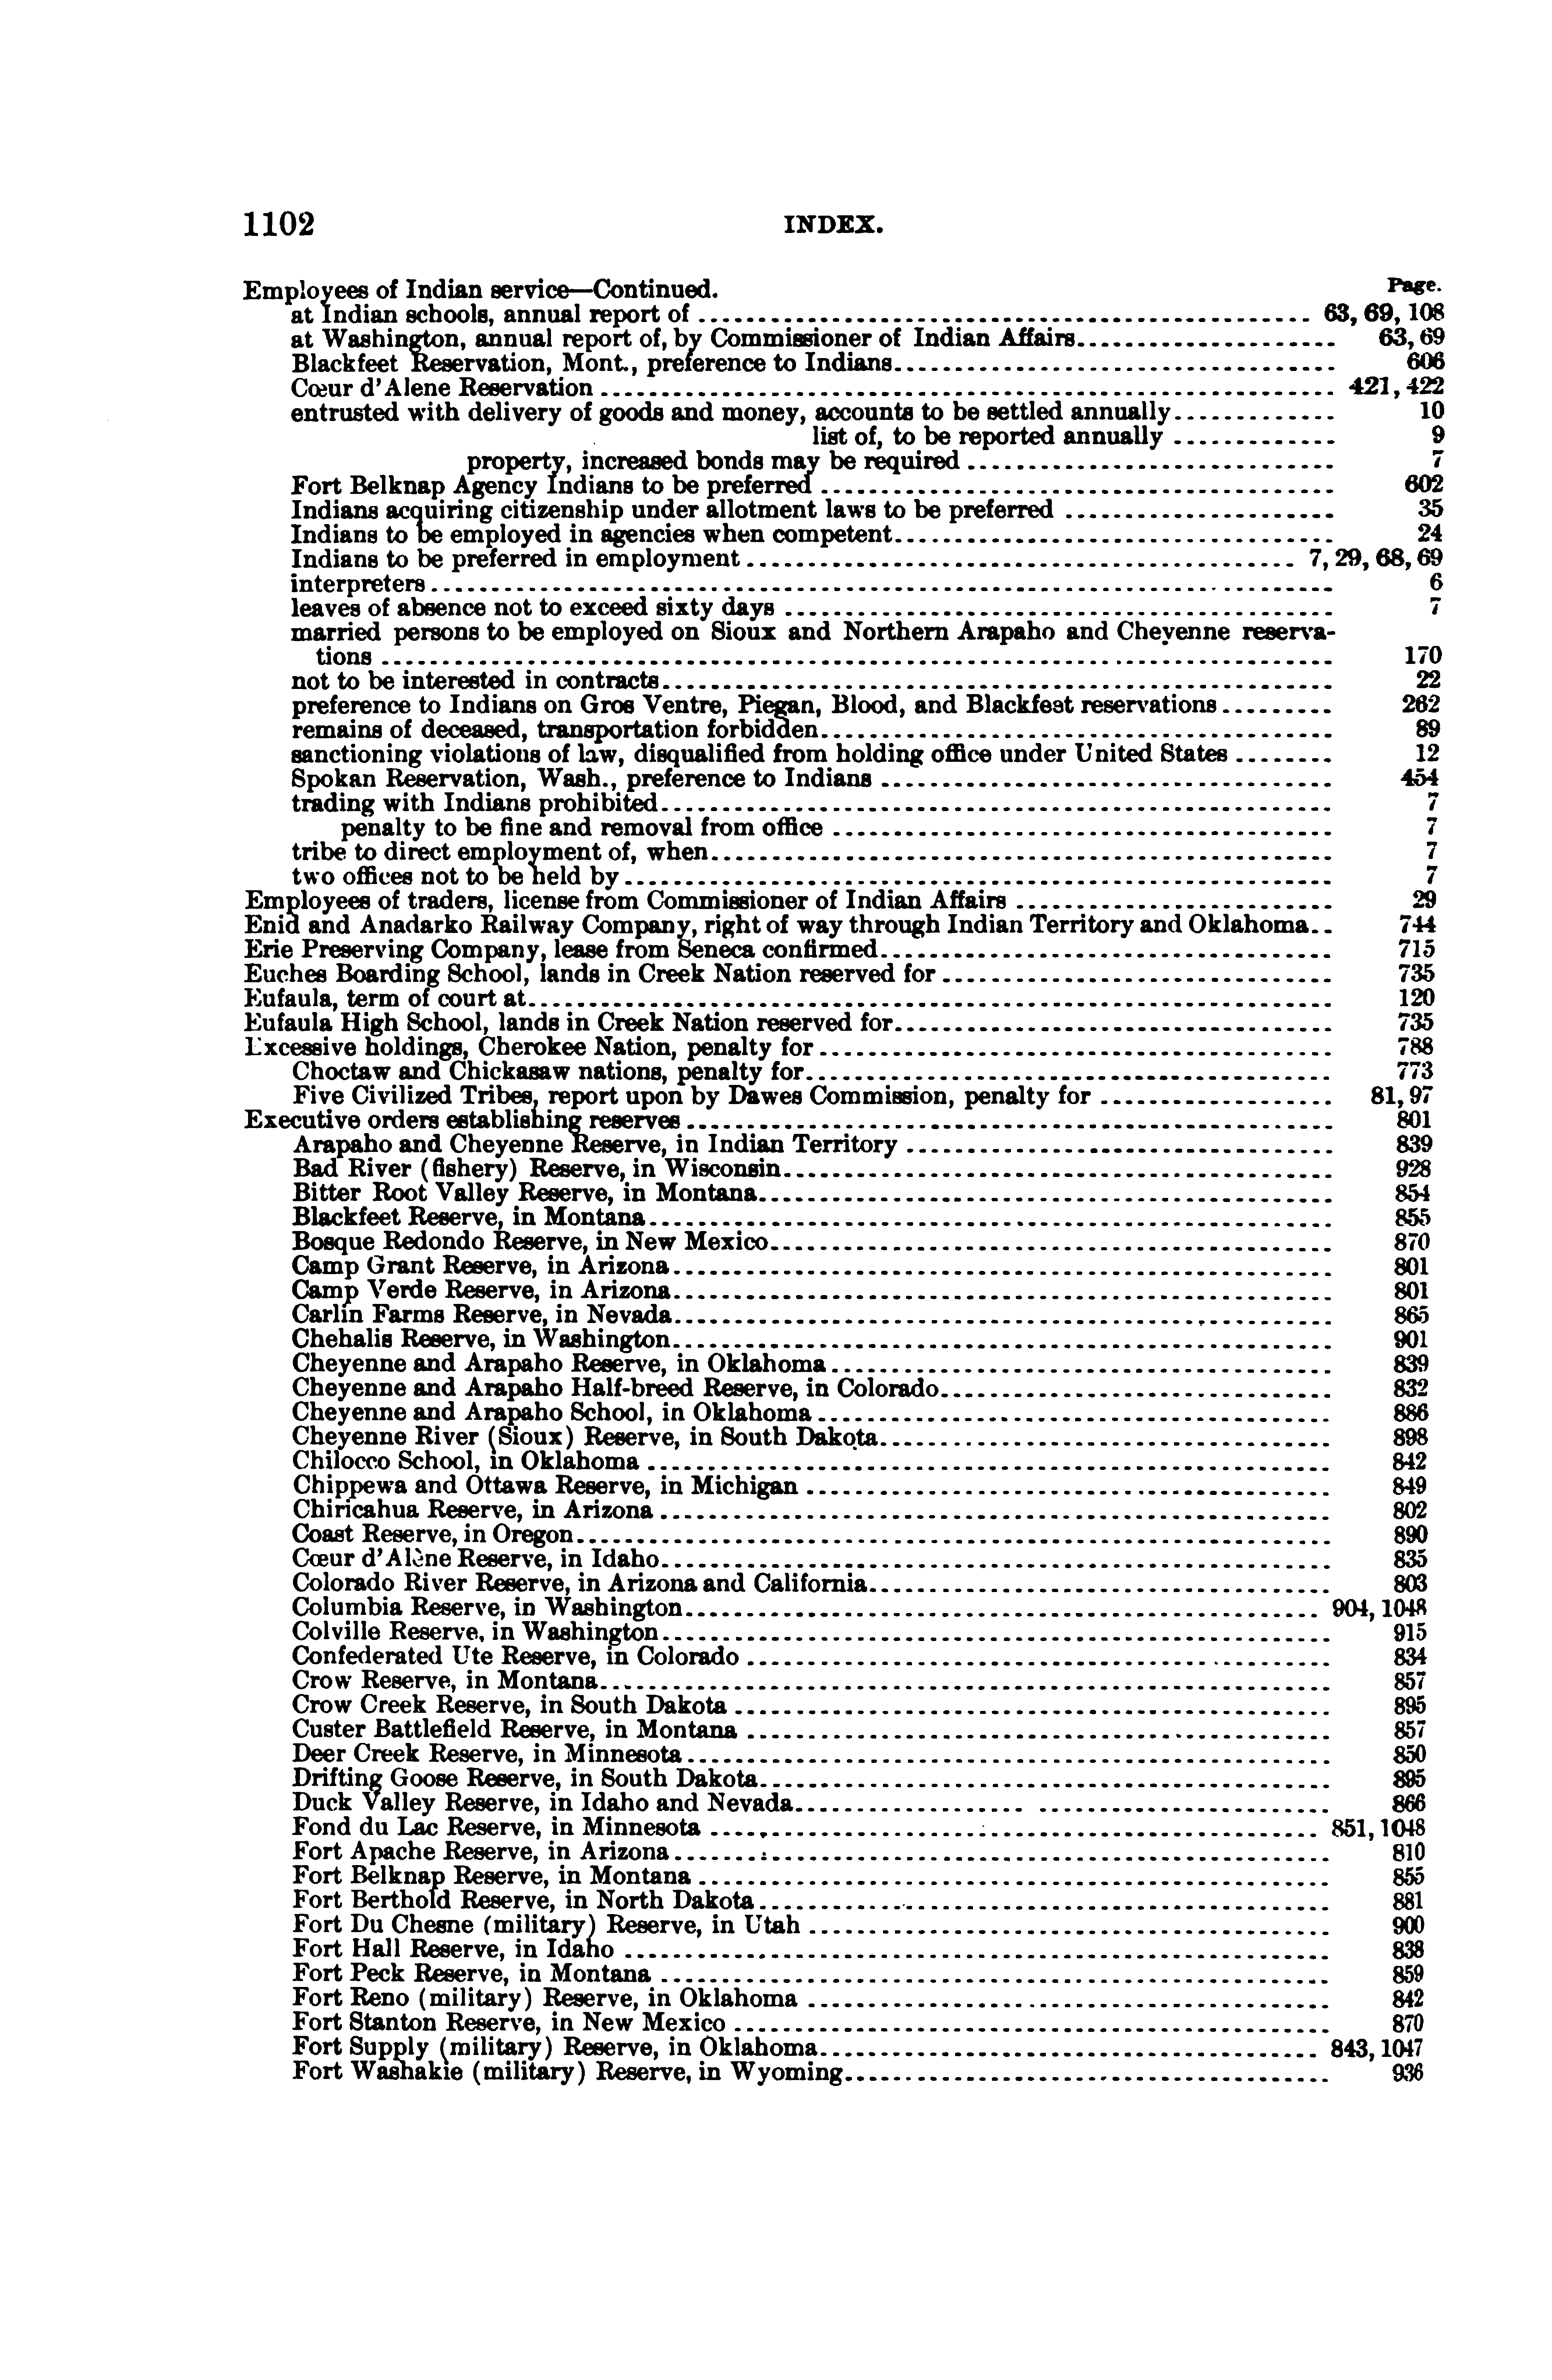 1102 INDEX.
Employees of Indian service—Continued. Page.
at Indian schools, annual report of 63, 69, 108
at Washington, annual report of, by Commissioner of Indian Affairs 63, 69
Blackfeet Reservation, Mont., preference to Indians 606
Cœur d'Alene Reservation 421, 422
entrusted with delivery of goods and money, accounts to be settled annually 10
list of, to be reported annually 9
property, increased bonds may be required 7
Fort Belknap Agency Indians to be preferred 602
Indians acquiring citizenship under allotment laws to be preferred 35
Indians to be employed in agencies when competent 24
Indians to be preferred in employment 7, 29, 68, 69
interpreters 6
leaves of absence not to exceed sixty days 7
married persons to be employed on Sioux and Northern Arapaho and Cheyenne reserva-
tions 170
not to be interested in contracts 22
preference to Indians on Gros Ventre, Piegan, Blood, and Blackfeet reservations 262
remains of deceased, transportation forbidden 89
sanctioning violations of law, disqualified from holding office under United States 12
Spokan Reservation, Wash., preference to Indians 454
trading with Indians prohibited 7
penalty to be fine and removal from office 7
tribe to direct employment of, when 7
two offices not to be held by 7
Employees of traders, license from Commissioner of Indian Affairs 29
Enid and Anadarko Railway Company, right of way through Indian Territory and Oklahoma 744
Erie Preserving Company, lease from Seneca confirmed 715
Euches Boarding School, lands in Creek Nation reserved for 735
Eufaula, term of court at 120
Eufaula High School, lands in Creek Nation reserved for 735
Excessive holdings, Cherokee Nation, penalty for 788
Choctaw and Chickasaw nations, penalty for 773
Five Civilized Tribes, report upon by Dawes Commission, penalty for 81, 97
Executive orders establishing reserves 801
Arapaho and Cheyenne Reserve, in Indian Territory 839
Bad River (fishery) Reserve, in Wisconsin 928
Bitter Root Valley Reserve, in Montana 854
Blackfeet Reserve, in Montana 855
Bosque Redondo Reserve, in New Mexico 870
Camp Grant Reserve, in Arizona 801
Camp Verde Reserve, in Arizona 801
Carlin Farms Reserve, in Nevada 865
Chehalis Reserve, in Washington 901
Cheyenne and Arapaho Reserve, in Oklahoma 839
Cheyenne and Arapaho Half-breed Reserve, in Colorado 832
Cheyenne and Arapaho School, in Oklahoma 886
Cheyenne River (Sioux) Reserve, in South Dakota 898
Chilocco School, in Oklahoma 842
Chippewa and Ottawa Reserve, in Michigan 849
Chiricahua Reserve, in Arizona 802
Coast Reserve, in Oregon 890
Cœur d'Alène Reserve, in Idaho 835
Colorado River Reserve, in Arizona and California 803
Columbia Reserve, in Washington 904, 1048
Colville Reserve, in Washington 915
Confederated Ute Reserve, in Colorado 834
Crow Reserve, in Montana 857
Crow Creek Reserve, in South Dakota 895
Custer Battlefield Reserve, in Montana 857
Deer Creek Reserve, in Minnesota 850
Drifting Goose Reserve, in South Dakota 895
Duck Valley Reserve, in Idaho and Nevada 866
Fond du Lac Reserve, in Minnesota 851, 1048
Fort Apache Reserve, in Arizona 810
Fort Belknap Reserve, in Montana 855
Fort Berthold Reserve, in North Dakota 881
Fort Du Chesne (military) Reserve, in Utah 900
Fort Hall Reserve, in Idaho 838
Fort Peck Reserve, in Montana 859
Fort Reno (military) Reserve, in Oklahoma 842
Fort Stanton Reserve, in New Mexico 870
Fort Supply (military) Reserve, in Oklahoma 843, 1047
Fort Washakie (military) Reserve, in Wyoming 936